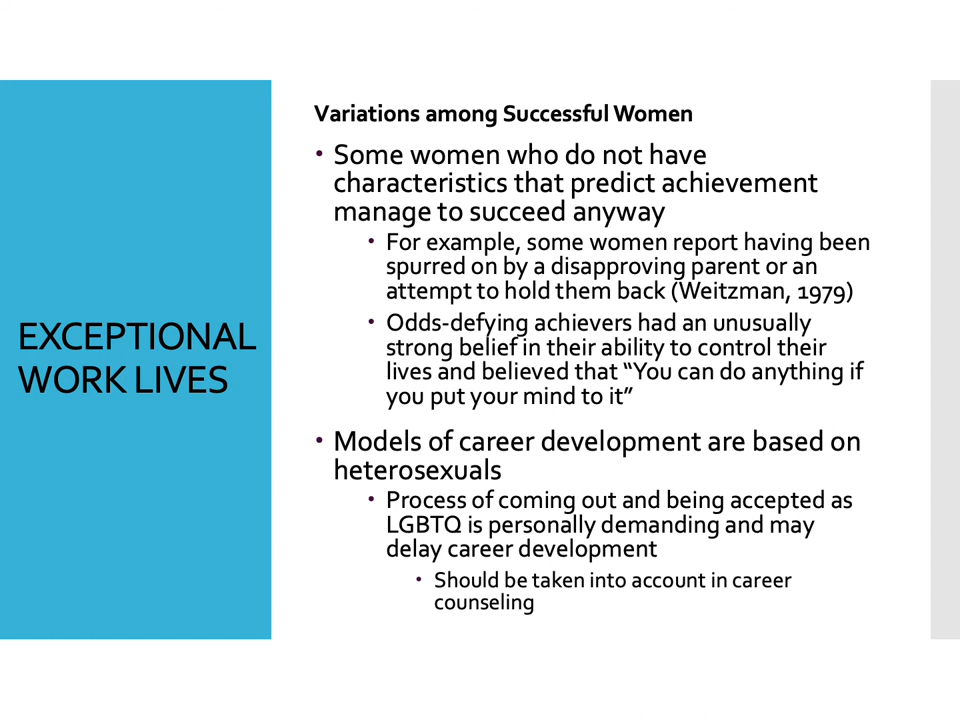 EXCEPTIONAL
WORK LIVES
Variations among Successful Women
• Some women who do not have
characteristics that predict achievement
manage to succeed anyway
• For example, some women report having been
spurred on by a disapproving parent or an
attempt to hold them back (Weitzman, 1979)
• Odds-defying achievers had an unusually
strong belief in their ability to control their
lives and believed that “You can do anything if
you put your mind to it”
• Models of career development are based on
heterosexuals
• Process of coming out and being accepted as
LGBTQ is personally demanding and may
delay career development
• Should be taken into account in career
counseling